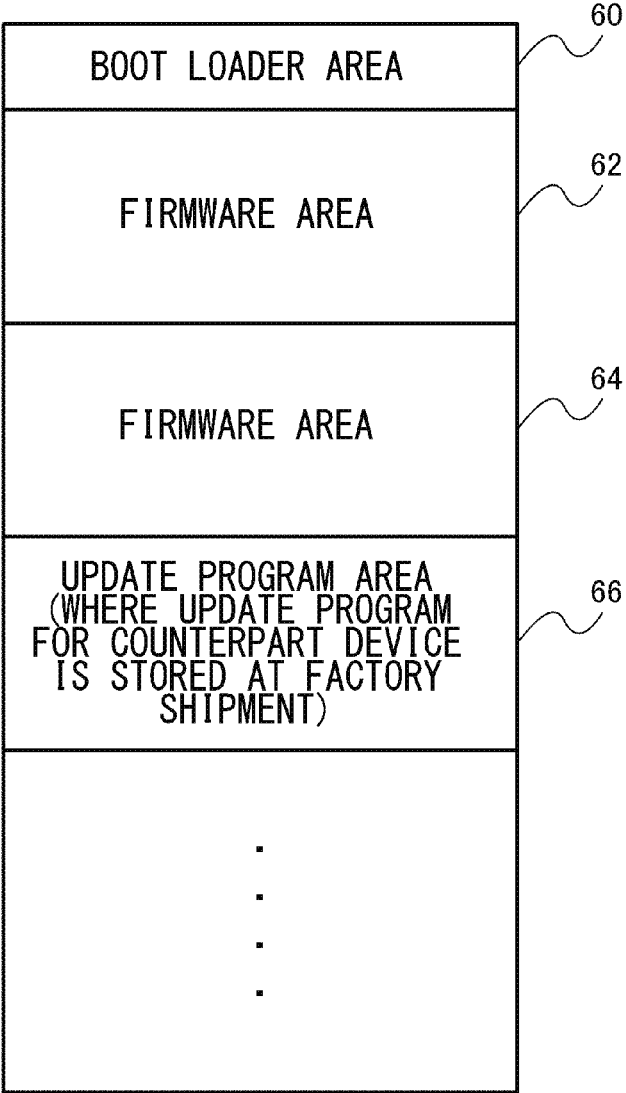 60
BOOT LOADER AREA
62
FIRMWARE AREA
64
FIRMWARE AREA
66
UPDATE PROGRAM AREA
(WHERE UPDATE PROGRAM
FOR COUNTERPART DEVICE
IS STORED AT FACTORY
SHIPMENT)